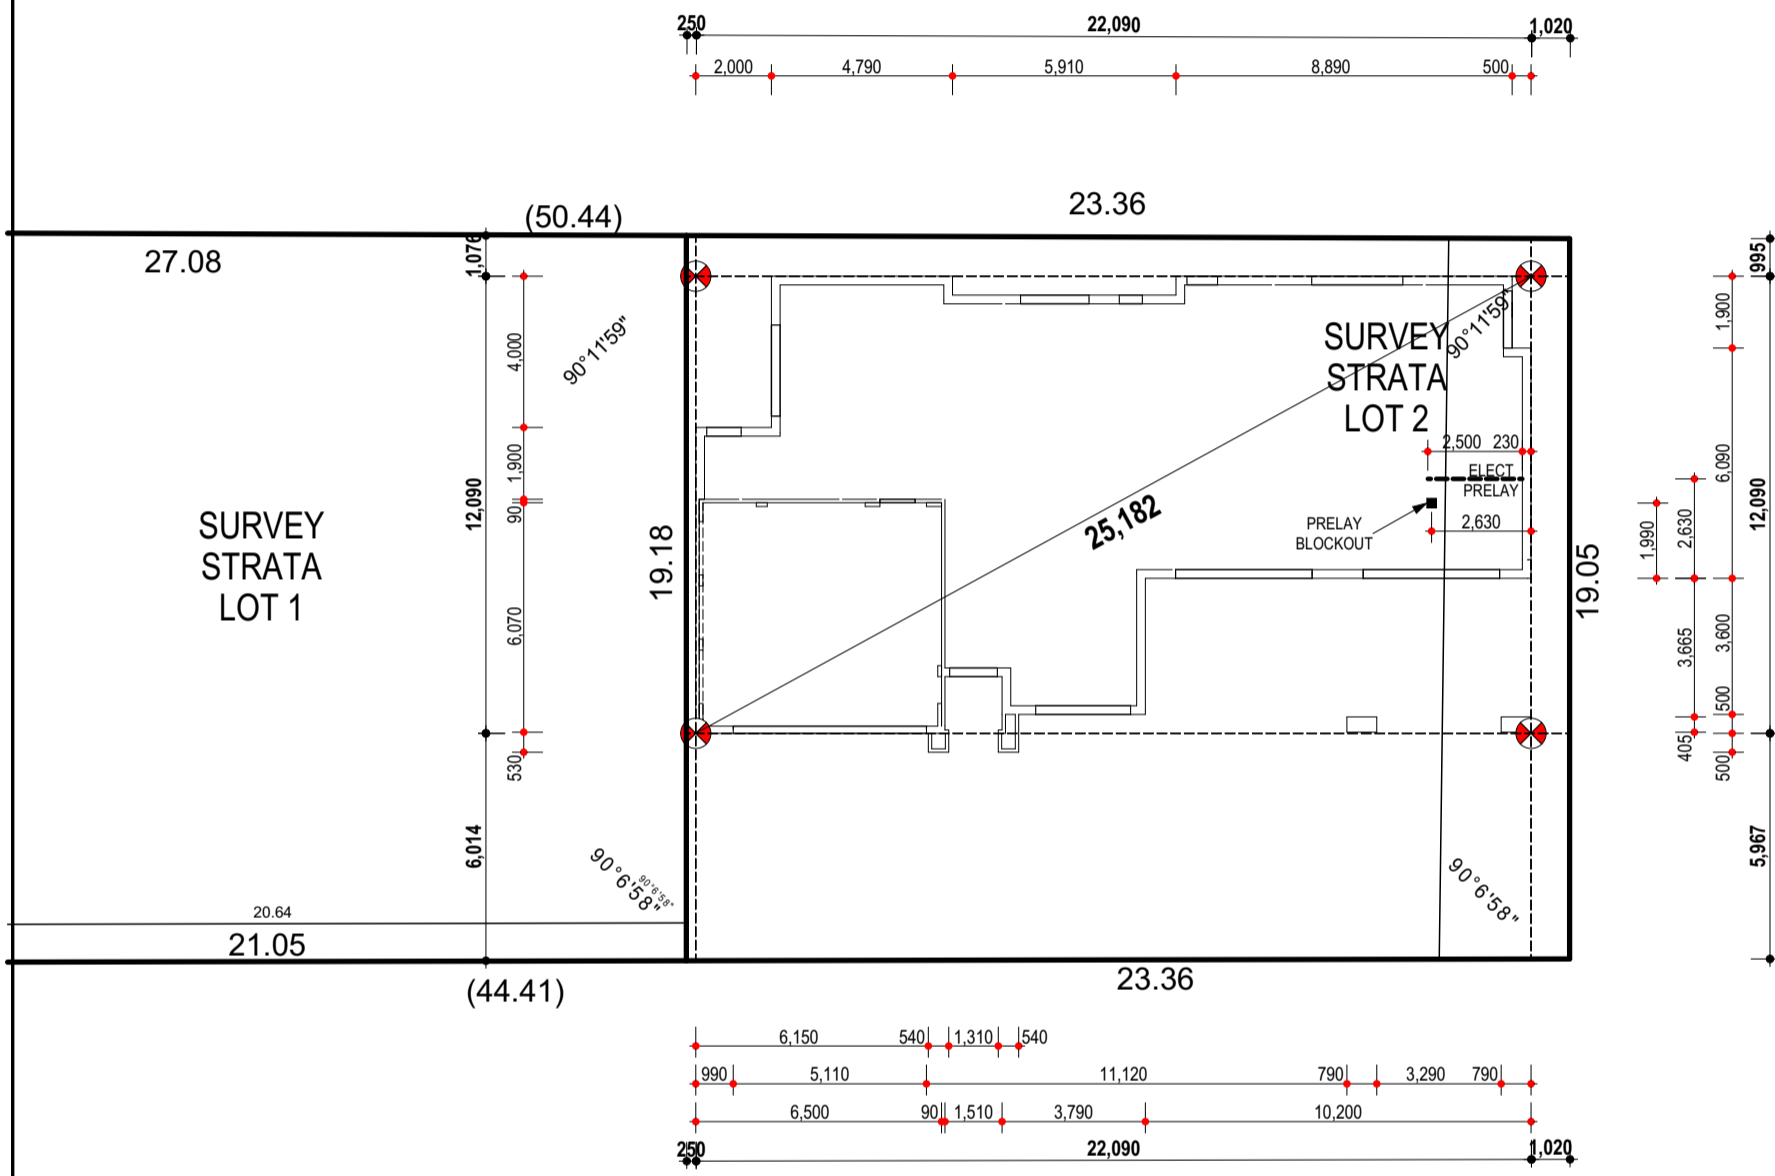 250 22,090 1,020
2,000 4,790 5,910 8,890 500
(50.44) 23.36
27.08
1,076
995
90°11'59"
90°11'59"
4,000
1,900
SURVEY
STRATA
LOT 2
2,500 230
ELECT
PRELAY
1,900
90
12,090
25,182
PRELAY
BLOCKOUT
2,630
6,090
2,630
1,990
12,090
SURVEY
STRATA
LOT 1
19.18
19.05
6,070
3,665
3,600
500
405
500
530
6,014
5,967
90°6'58"
90°6'58"
90°6'58"
20.64
21.05
(44.41) 23.36
6,150 540 1,310 540
990 5,110 11,120 790 3,290 790
6,500 90 1,510 3,790 10,200
250 22,090 1,020